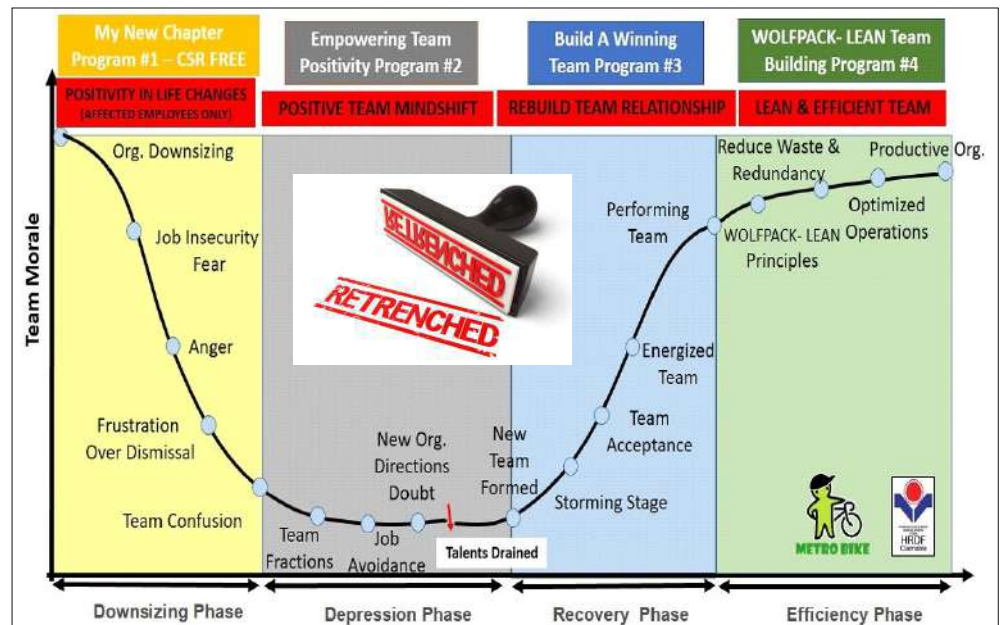 My New Chapter
Program #1 – CSR FREE
Empowering Team
Positivity Program #2
Build A Winning
Team Program #3
WOLFPACK- LEAN Team
Building Program #4
POSITIVITY IN LIFE CHANGES
(AFFECTED EMPLOYEES ONLY)
POSITIVE TEAM MINDSHIFT
REBUILD TEAM RELATIONSHIP
LEAN & EFFICIENT TEAM
Team Morale
Org. Downsizing
Job Insecurity
Fear
Anger
Frustration
Over Dismissal
Team Confusion
RETRENCHED
RETRENCHED
Team
Fractions
Job
Avoidance
New Org.
Directions
Doubt
Talents Drained
New
Team
Formed
Storming Stage
Team
Acceptance
Energized
Team
Performing
Team
Reduce Waste &
Redundancy
Productive Org.
Optimized
Operations
WOLFPACK- LEAN
Principles
METRO BIKE
HRDF
Downsizing Phase
Depression Phase
Recovery Phase
Efficiency Phase